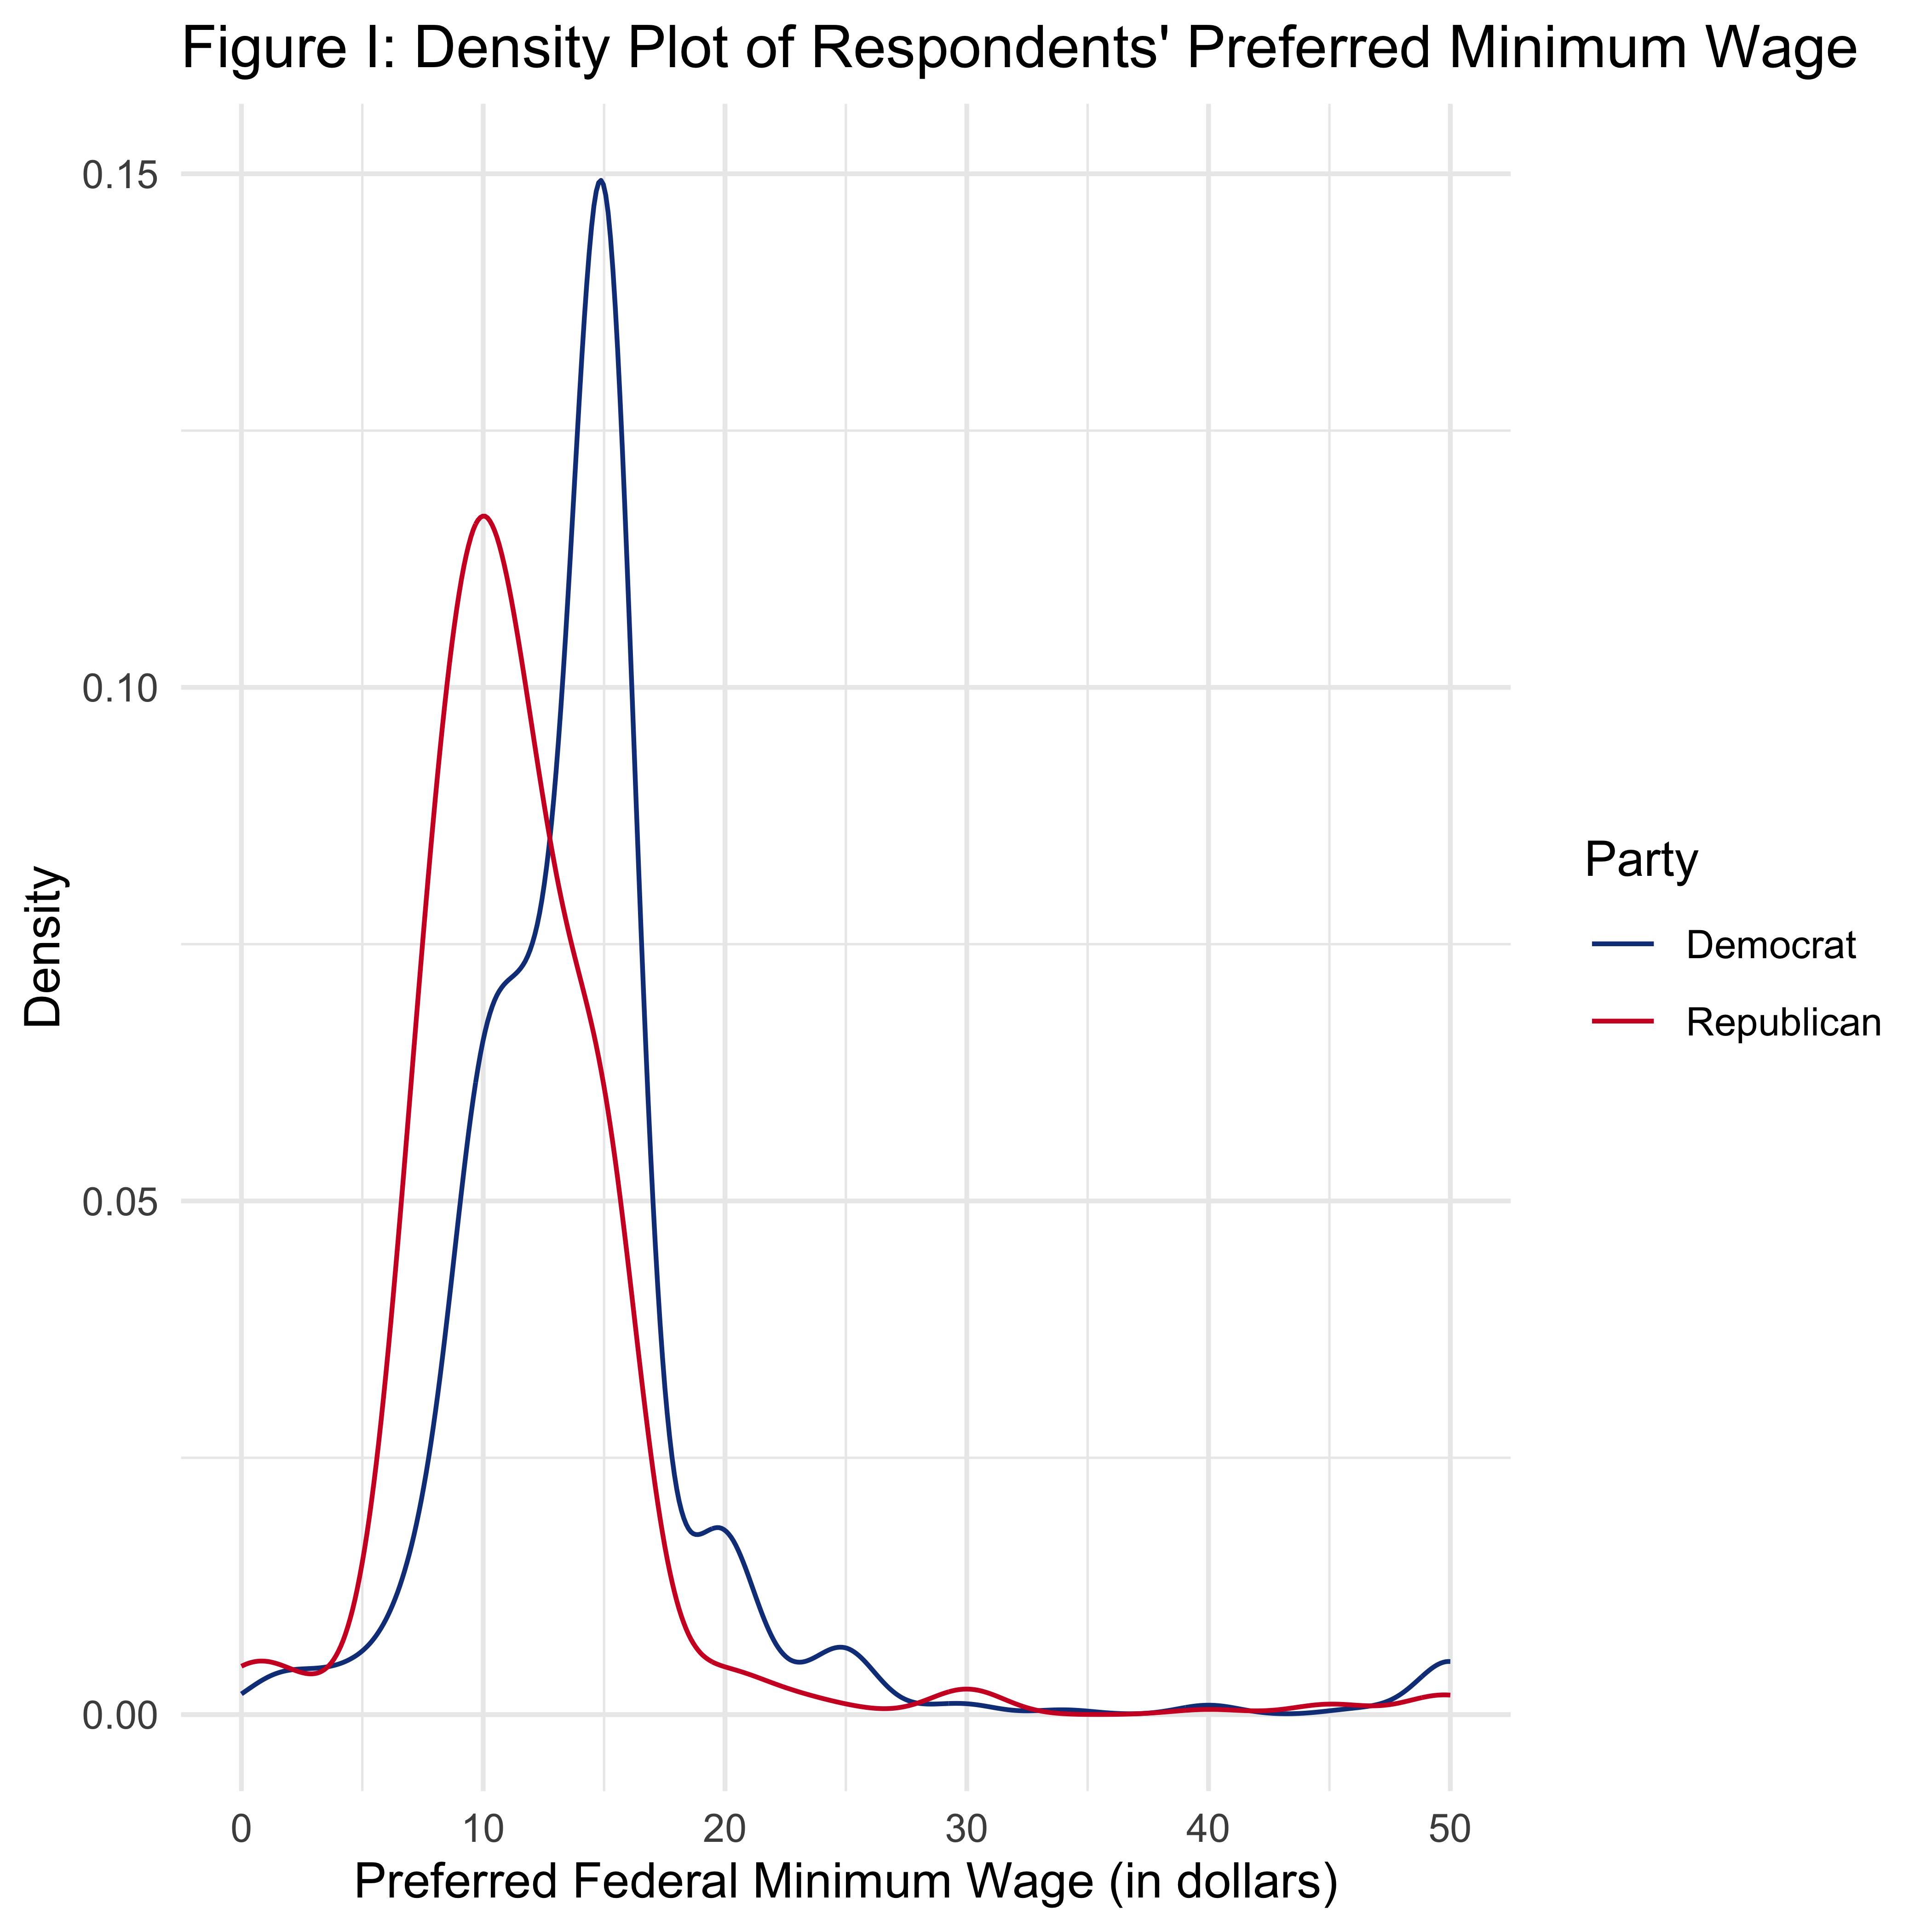 Figure I: Density Plot of Respondents' Preferred Minimum Wage
0.15
0.10
0.05
0.00
Density
0 10 20 30 40 50
Preferred Federal Minimum Wage (in dollars)
Party
Democrat
Republican